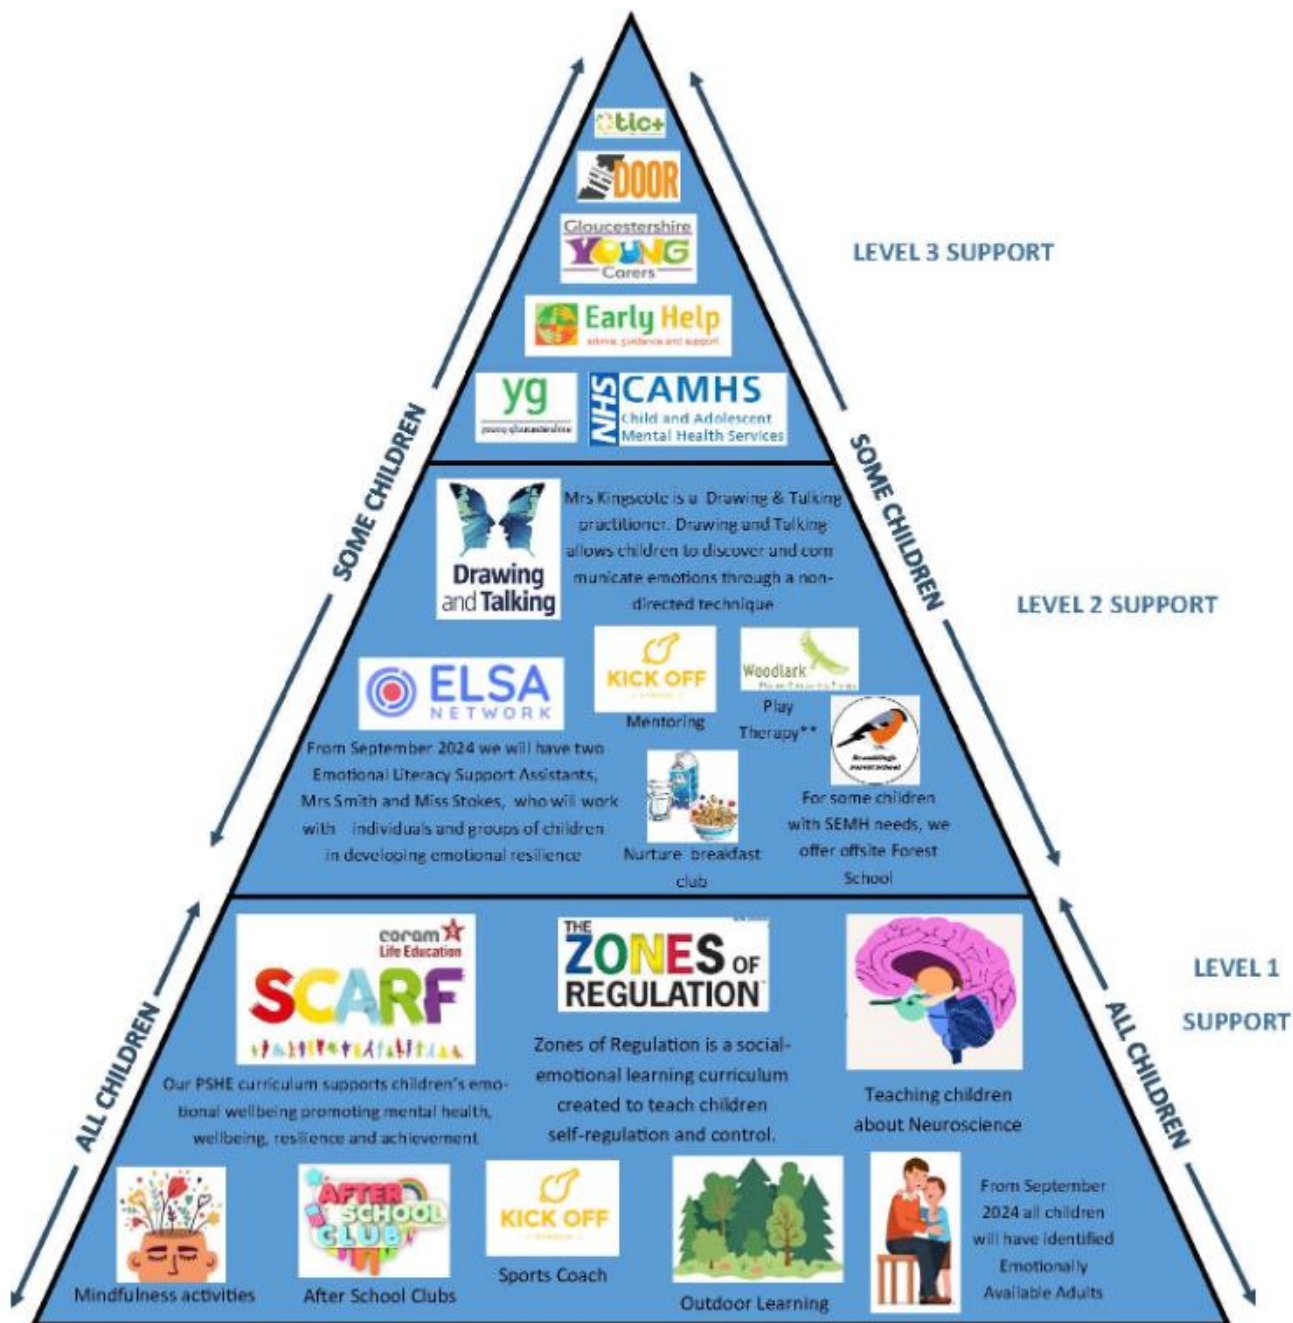 tic+
THE DOOR
Gloucestershire
YOUNG
Carers
LEVEL 3 SUPPORT
Early Help
advice, guidance and support
yg
young gloucestershire
NHS
CAMHS
Child and Adolescent
Mental Health Services
SOME CHILDREN
SOME CHILDREN
Drawing
and Talking
Mrs Kingscote is a Drawing & Talking
practitioner. Drawing and Talking
allows children to discover and com
municate emotions through a non-
directed technique
LEVEL 2 SUPPORT
ELSA
NETWORK
From September 2024 we will have two
Emotional Literacy Support Assistants,
Mrs Smith and Miss Stokes, who will work
with individuals and groups of children
in developing emotional resilience
KICK OFF
Mentoring
Woodlark
Play
Therapy**
Nurture breakfast
club
Forest School
For some children
with SEMH needs, we
offer offsite Forest
School
ALL CHILDREN
ALL CHILDREN
LEVEL 1
SUPPORT
coram
Life Education
SCARF
Our PSHE curriculum supports children's emo-
tional wellbeing promoting mental health,
wellbeing, resilience and achievement
THE
ZONES OF
REGULATION
Zones of Regulation is a social-
emotional learning curriculum
created to teach children
self-regulation and control.
Teaching children
about Neuroscience
Mindfulness activities
AFTER
SCHOOL
CLUB
After School Clubs
KICK OFF
Sports Coach
Outdoor Learning
From September
2024 all children
will have identified
Emotionally
Available Adults